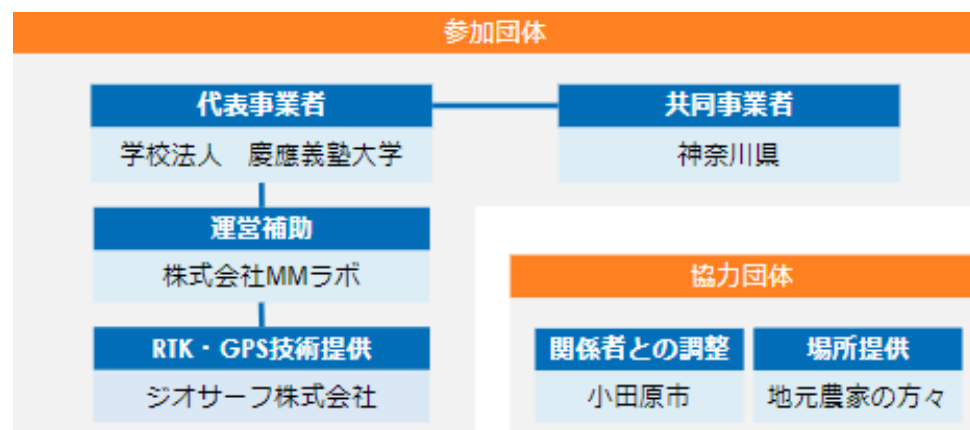 参加団体
代表事業者
学校法人　慶應義塾大学
共同事業者
神奈川県
運営補助
株式会社MMラボ
RTK・GPS技術提供
ジオサーフ株式会社
協力団体
関係者との調整
小田原市
場所提供
地元農家の方々